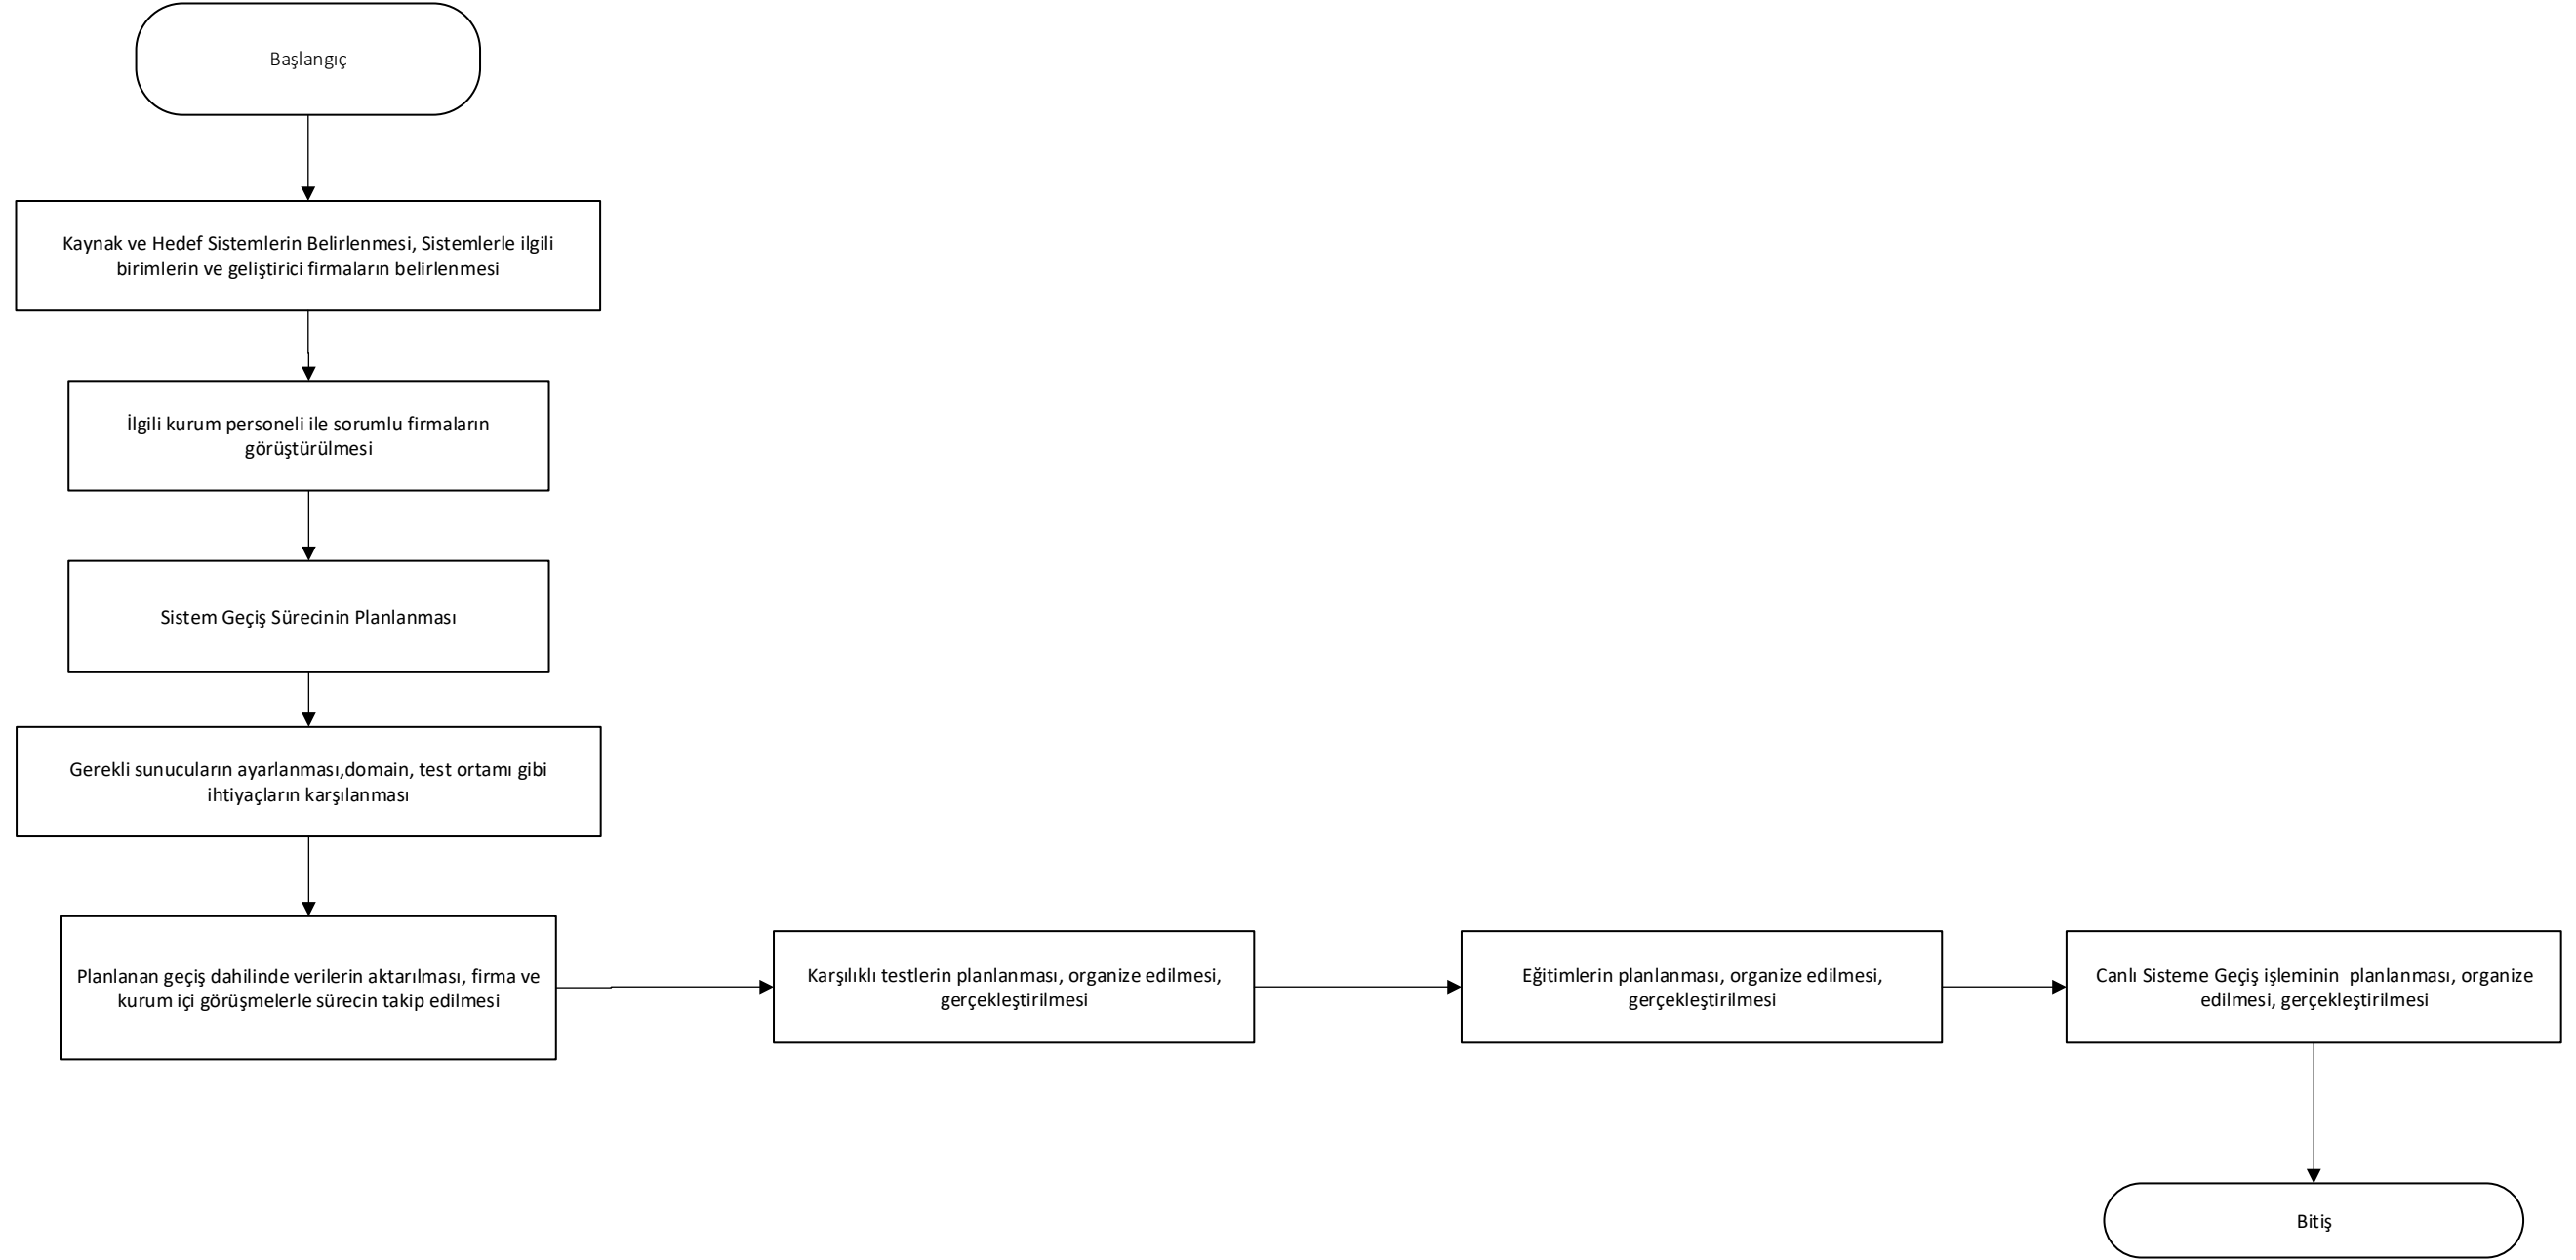 Başlangıç
Kaynak ve Hedef Sistemlerin Belirlenmesi, Sistemlerle ilgili
birimlerin ve geliştirici firmaların belirlenmesi
İlgili kurum personeli ile sorumlu firmaların
görüştürülmesi
Sistem Geçiş Sürecinin Planlanması
Gerekli sunucuların ayarlanması,domain, test ortamı gibi
ihtiyaçların karşılanması
Planlanan geçiş dahilinde verilerin aktarılması, firma ve
kurum içi görüşmelerle sürecin takip edilmesi
Karşılıklı testlerin planlanması, organize edilmesi,
gerçekleştirilmesi
Eğitimlerin planlanması, organize edilmesi,
gerçekleştirilmesi
Canlı Sisteme Geçiş işleminin  planlanması, organize
edilmesi, gerçekleştirilmesi
Bitiş